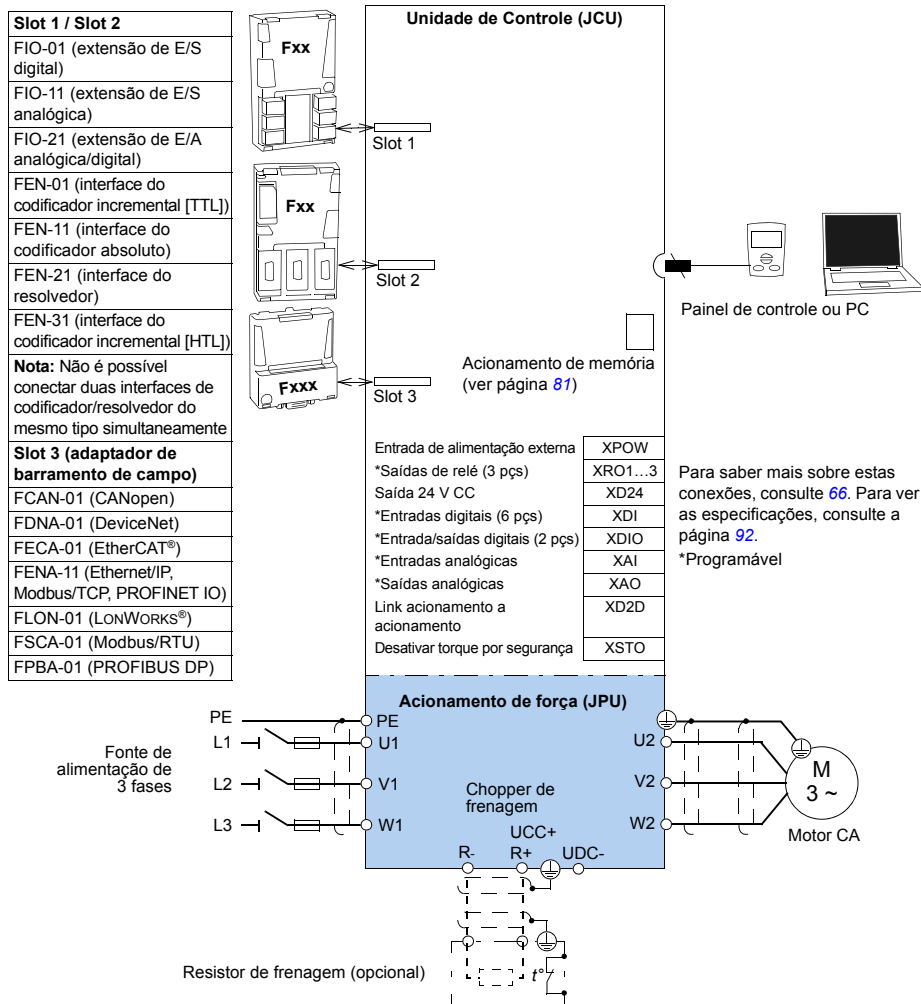 Slot 1 / Slot 2
FIO-01 (extensão de E/S
digital)
FIO-11 (extensão de E/S
analógica)
FIO-21 (extensão de E/A
analógica/digital)
FEN-01 (interface do
codificador incremental [TTL])
FEN-11 (interface do
codificador absoluto)
FEN-21 (interface do
resolvedor)
FEN-31 (interface do
codificador incremental [HTL])
Nota: Não é possível
conectar duas interfaces de
codificador/resolvedor do
mesmo tipo simultaneamente
Slot 3 (adaptador de
barramento de campo)
FCAN-01 (CANopen)
FDNA-01 (DeviceNet)
FECA-01 (EtherCAT®)
FENA-11 (Ethernet/IP,
Modbus/TCP, PROFINET IO)
FLON-01 (LONWORKS®)
FSCA-01 (Modbus/RTU)
FPBA-01 (PROFIBUS DP)
Fxx
Fxx
Fxxx
Unidade de Controle (JCU)
Slot 1
Slot 2
Slot 3
Acionamento de memória
(ver página 81)
Painel de controle ou PC
Entrada de alimentação externa XPOW
*Saídas de relé (3 pçs) XRO1…3
Saída 24 V CC XD24
*Entradas digitais (6 pçs) XDI
*Entrada/saídas digitais (2 pçs) XDIO
*Entradas analógicas XAI
*Saídas analógicas XAO
Link acionamento a XD2D
acionamento
Desativar torque por segurança XSTO
Para saber mais sobre estas
conexões, consulte 66. Para ver
as especificações, consulte a
página 92.
*Programável
Acionamento de força (JPU)
Fonte de
alimentação de
3 fases
PE
L1
L2
L3
PE
U1
V1
W1
Chopper de
frenagem
UCC+
R- R+ UDC-
U2
V2
W2
M
3 ~
Motor CA
Resistor de frenagem (opcional)
t°